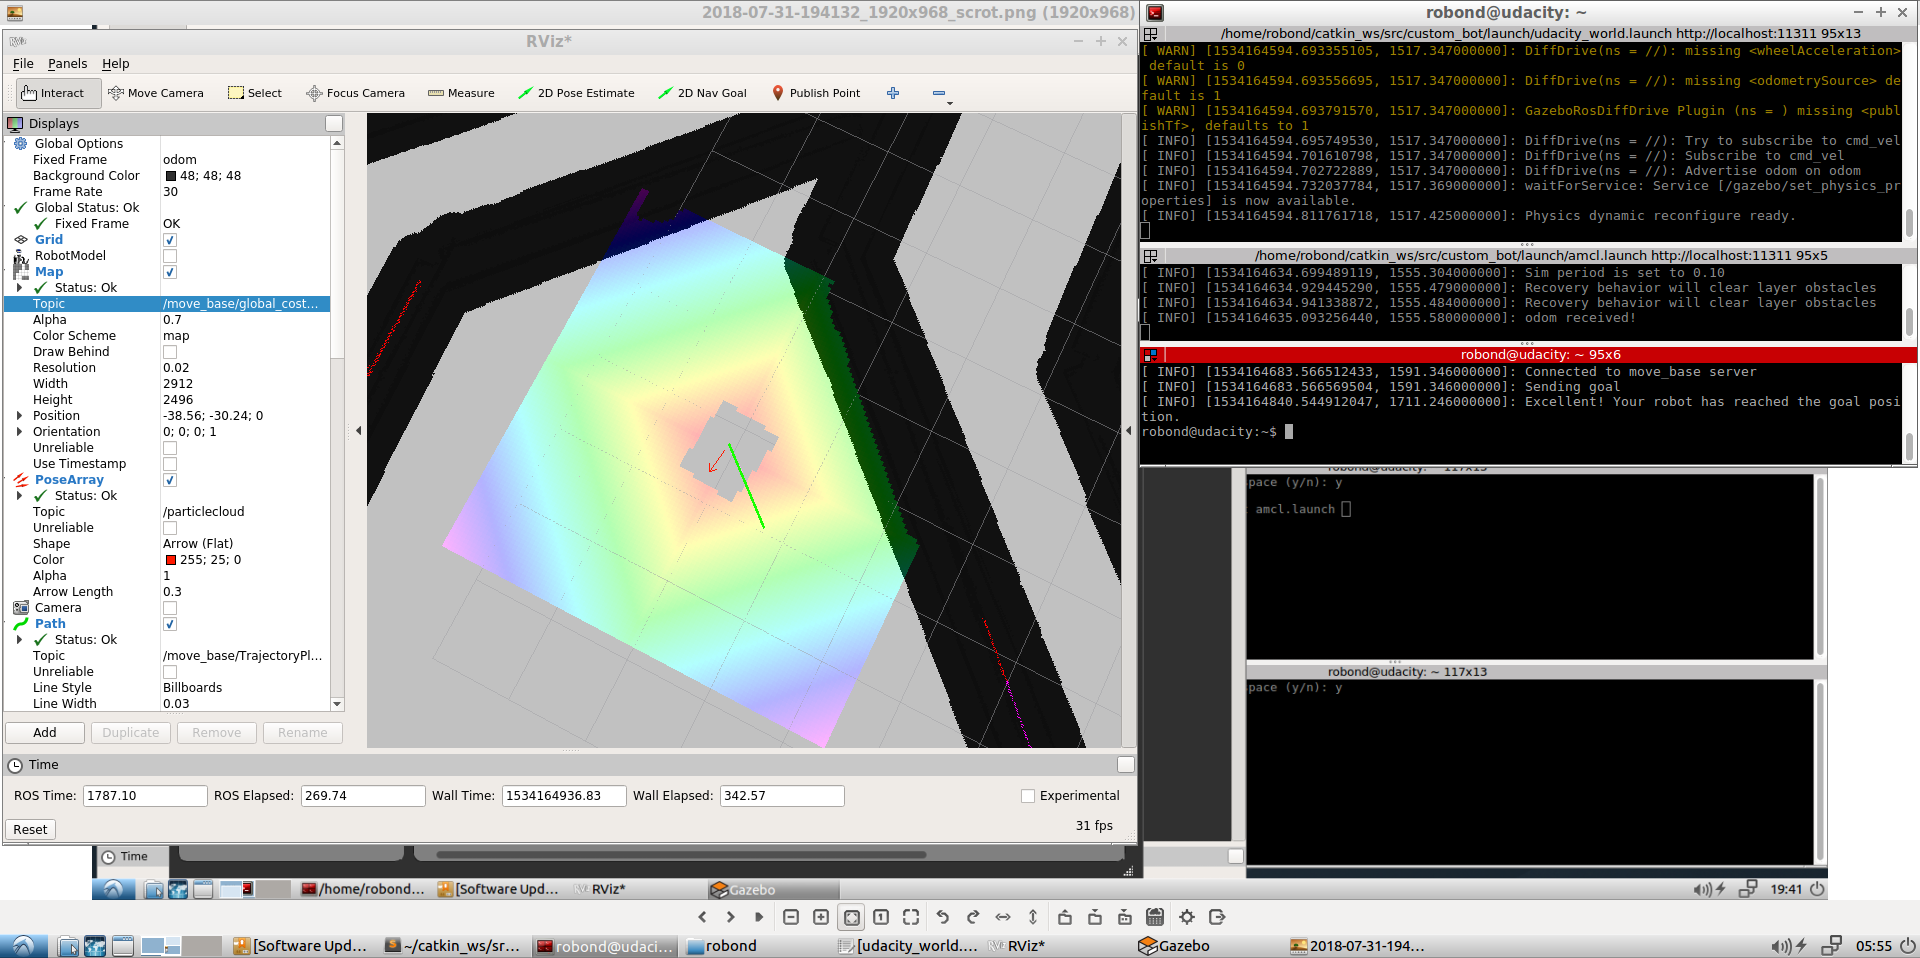 2018-07-31-194132_1920x968_scrot.png (1920x968)
RViz*
File Panels Help
Interact Move Camera Select Focus Camera Measure 2D Pose Estimate 2D Nav Goal Publish Point
Displays
Global Options
Fixed Frame odom
Background Color 48; 48; 48
Frame Rate 30
Global Status: Ok
Fixed Frame OK
Grid
RobotModel
Map
Status: Ok
Topic /move_base/global_cost...
Alpha 0.7
Color Scheme map
Draw Behind
Resolution 0.02
Width 2912
Height 2496
Position -38.56; -30.24; 0
Orientation 0; 0; 0; 1
Unreliable
Use Timestamp
PoseArray
Status: Ok
Topic /particlecloud
Unreliable
Shape Arrow (Flat)
Color 255; 25; 0
Alpha 1
Arrow Length 0.3
Camera
Path
Status: Ok
Topic /move_base/TrajectoryPl...
Unreliable
Line Style Billboards
Line Width 0.03
Add Duplicate Remove Rename
Time
ROS Time: 1787.10 ROS Elapsed: 269.74 Wall Time: 1534164936.83 Wall Elapsed: 342.57 Experimental
Reset 31 fps
robond@udacity: ~
/home/robond/catkin_ws/src/custom_bot/launch/udacity_world.launch http://localhost:11311 95x13
[ WARN] [1534164594.693355105, 1517.347000000]: DiffDrive(ns = //): missing <wheelAcceleration>
default is 0
[ WARN] [1534164594.693556695, 1517.347000000]: DiffDrive(ns = //): missing <odometrySource> de
fault is 1
[ WARN] [1534164594.693791570, 1517.347000000]: GazeboRosDiffDrive Plugin (ns = ) missing <publ
ishTf>, defaults to 1
[ INFO] [1534164594.695749530, 1517.347000000]: DiffDrive(ns = //): Try to subscribe to cmd_vel
[ INFO] [1534164594.701610798, 1517.347000000]: DiffDrive(ns = //): Subscribe to cmd_vel
[ INFO] [1534164594.702722889, 1517.347000000]: DiffDrive(ns = //): Advertise odom on odom
[ INFO] [1534164594.732037784, 1517.369000000]: waitForService: Service [/gazebo/set_physics_pr
operties] is now available.
[ INFO] [1534164594.811761718, 1517.425000000]: Physics dynamic reconfigure ready.
/home/robond/catkin_ws/src/custom_bot/launch/amcl.launch http://localhost:11311 95x5
[ INFO] [1534164634.699489119, 1555.304000000]: Sim period is set to 0.10
[ INFO] [1534164634.929445290, 1555.479000000]: Recovery behavior will clear layer obstacles
[ INFO] [1534164634.941338872, 1555.484000000]: Recovery behavior will clear layer obstacles
[ INFO] [1534164635.093256440, 1555.580000000]: odom received!
robond@udacity: ~ 95x6
[ INFO] [1534164683.566512433, 1591.346000000]: Connected to move_base server
[ INFO] [1534164683.566569504, 1591.346000000]: Sending goal
[ INFO] [1534164840.544912047, 1711.246000000]: Excellent! Your robot has reached the goal posi
tion.
robond@udacity:~$
robond@udacity: ~ 117x13
pace (y/n): y
amcl.launch
robond@udacity: ~ 117x13
pace (y/n): y
Time
/home/robond... [Software Upd... RViz* Gazebo 19:41
[Software Upd... ~/catkin_ws/sr... robond@udaci... robond [udacity_world.... RViz* Gazebo 2018-07-31-194... 05:55